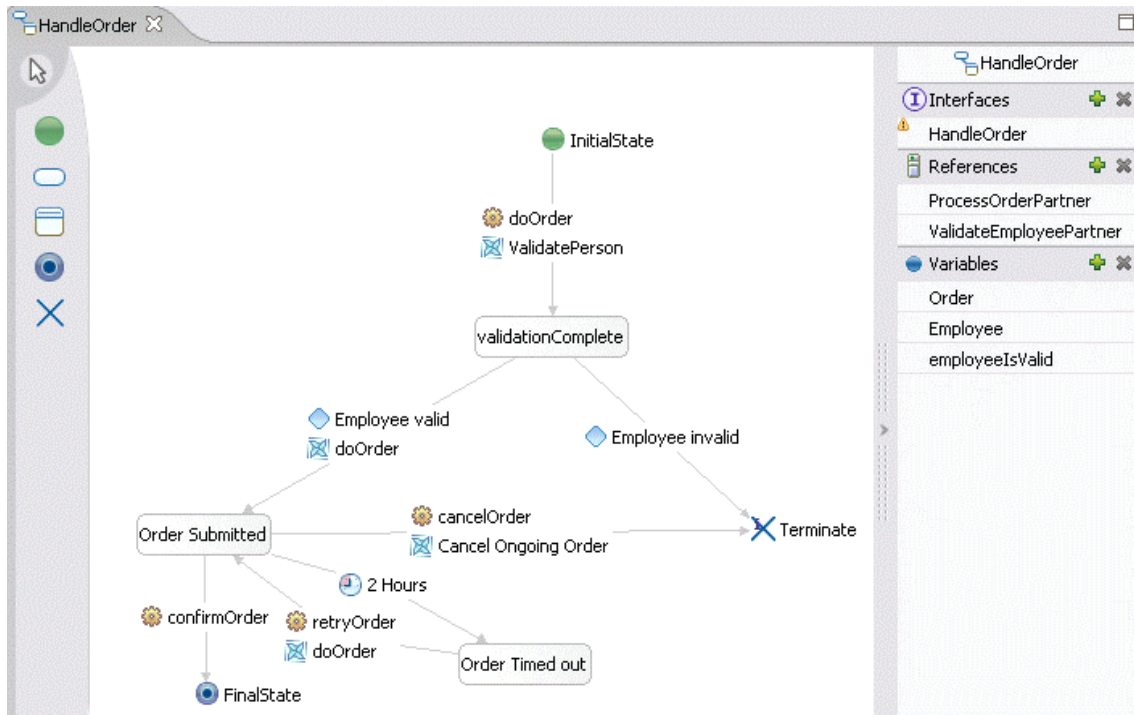 HandleOrder
HandleOrder
Interfaces
HandleOrder
References
ProcessOrderPartner
ValidateEmployeePartner
Variables
Order
Employee
employeeIsValid
InitialState
doOrder
ValidatePerson
validationComplete
Employee valid
doOrder
Employee invalid
Order Submitted
cancelOrder
Cancel Ongoing Order
Terminate
2 Hours
confirmOrder
retryOrder
doOrder
Order Timed out
FinalState